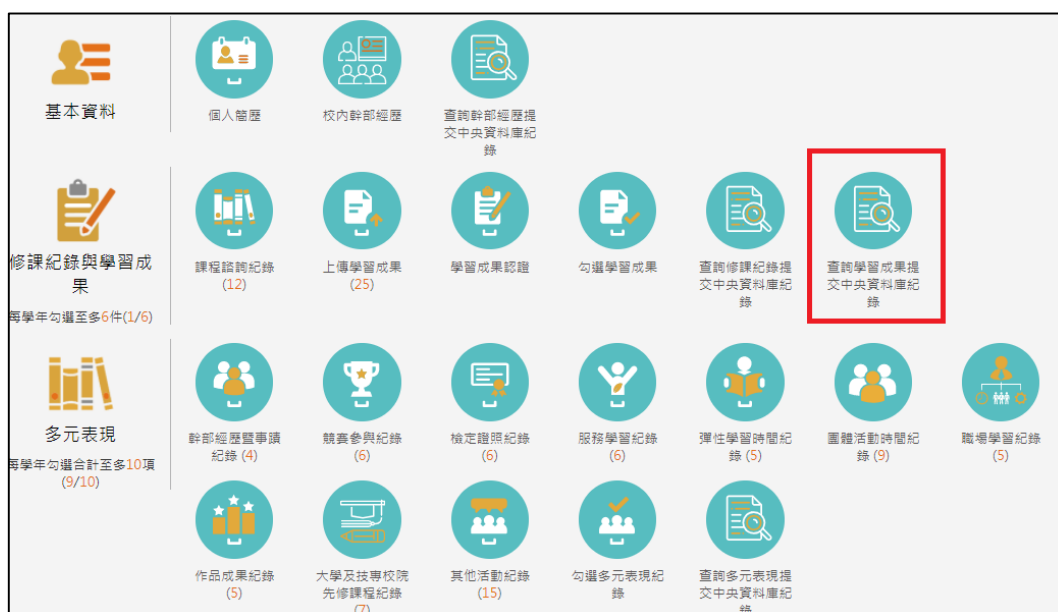 基本資料
個人簡歷
校內幹部經歷
查詢幹部經歷提
交中央資料庫紀
錄
修課紀錄與學習成
果
每學年勾選至多6件(1/6)
課程諮詢紀錄
(12)
上傳學習成果
(25)
學習成果認證
勾選學習成果
查詢修課紀錄提
交中央資料庫紀
錄
查詢學習成果提
交中央資料庫紀
錄
多元表現
每學年勾選合計至多10項
(9/10)
幹部經歷暨事蹟
紀錄 (4)
競賽參與紀錄
(6)
檢定證照紀錄
(6)
服務學習紀錄
(6)
彈性學習時間紀
錄 (5)
團體活動時間紀
錄 (9)
職場學習紀錄
(5)
作品成果紀錄
(5)
大學及技專校院
先修課程紀錄
(7)
其他活動紀錄
(15)
勾選多元表現紀
錄
查詢多元表現提
交中央資料庫紀
錄